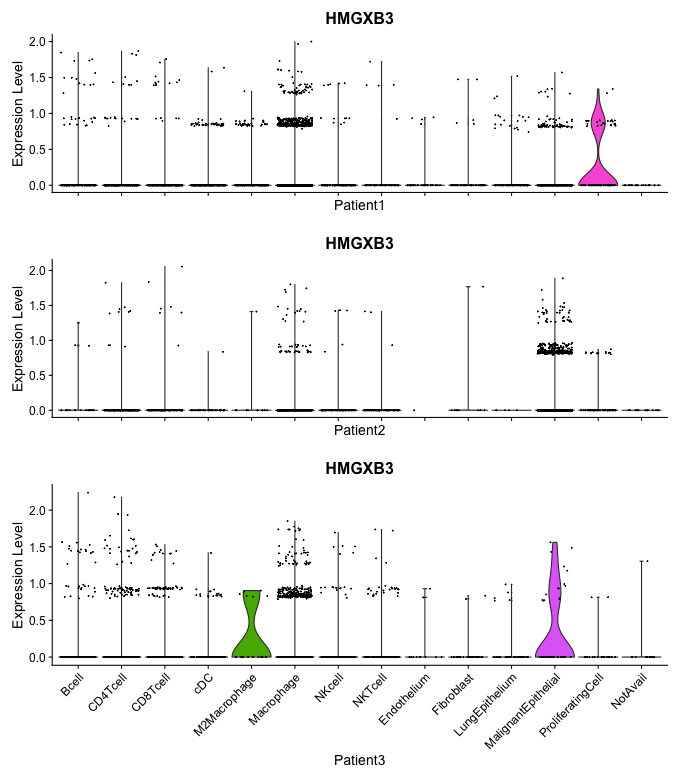 HMGXB3
Expression Level
2.0
1.5
1.0
0.5
0.0
Patient1
HMGXB3
Expression Level
2.0
1.5
1.0
0.5
0.0
Patient2
HMGXB3
Expression Level
2.0
1.5
1.0
0.5
0.0
Bcell
CD4Tcell
CD8Tcell
cDC
M2Macrophage
Macrophage
NKcell
NKTcell
Endothelium
Fibroblast
LungEpithelium
MalignantEpithelial
ProliferatingCell
NotAvail
Patient3